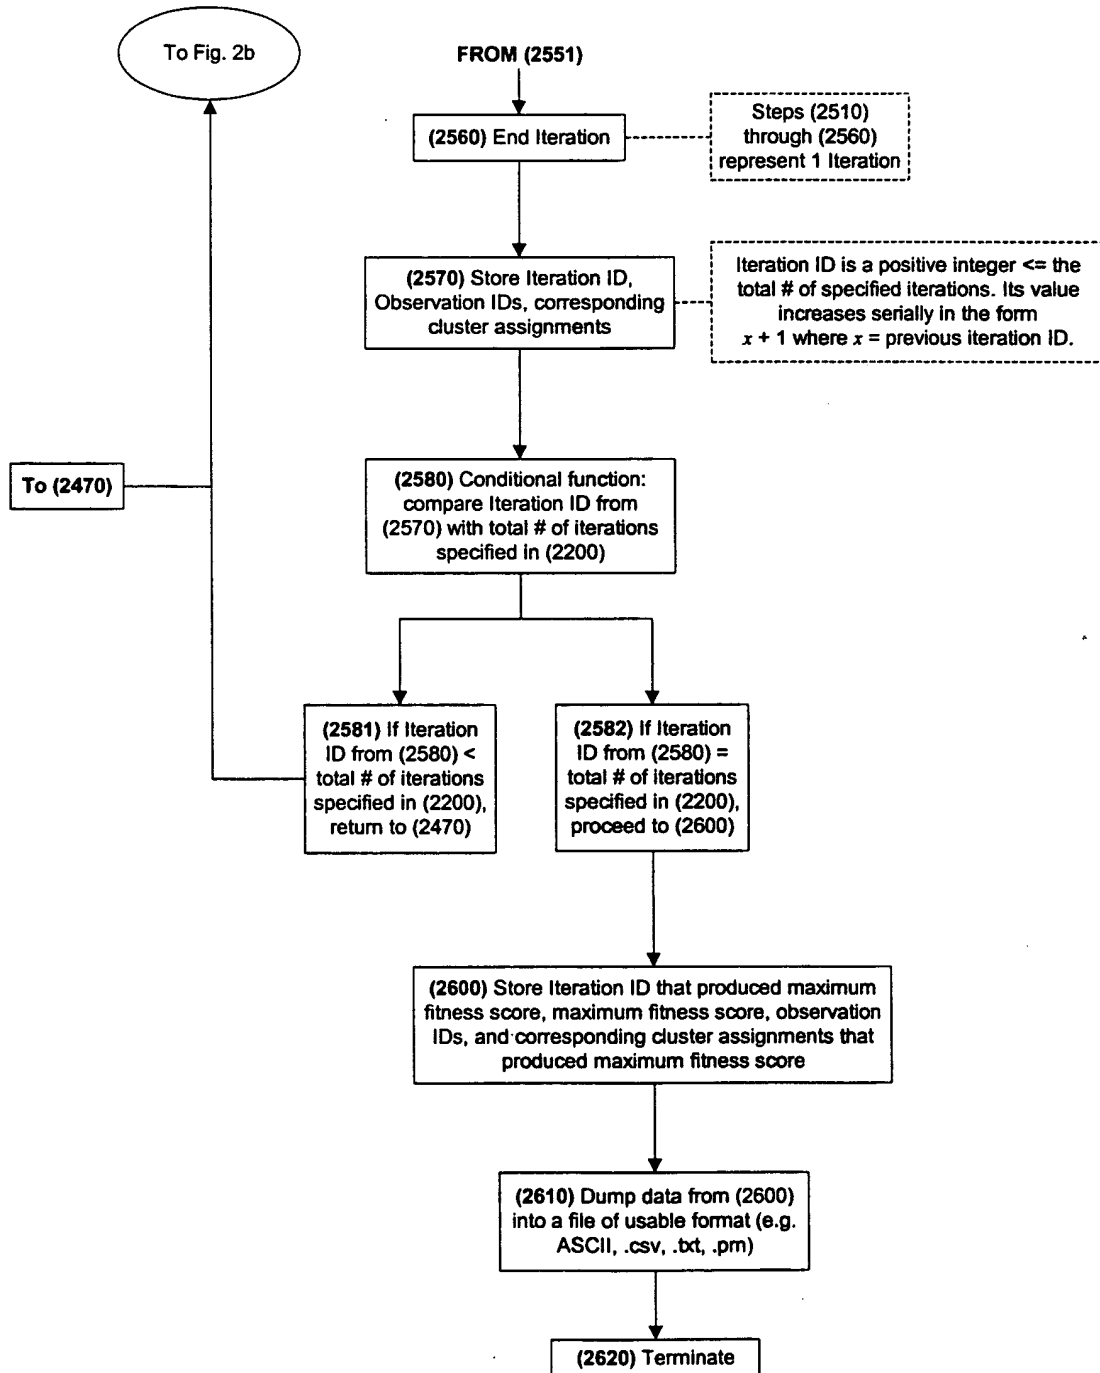 To Fig. 2b
FROM (2551)
(2560) End Iteration
Steps (2510)
through (2560)
represent 1 Iteration
(2570) Store Iteration ID,
Observation IDs, corresponding
cluster assignments
Iteration ID is a positive integer <= the
total # of specified iterations. Its value
increases serially in the form
x + 1 where x = previous iteration ID.
To (2470)
(2580) Conditional function:
compare Iteration ID from
(2570) with total # of iterations
specified in (2200)
(2581) If Iteration
ID from (2580) <
total # of iterations
specified in (2200),
return to (2470)
(2582) If Iteration
ID from (2580) =
total # of iterations
specified in (2200),
proceed to (2600)
(2600) Store Iteration ID that produced maximum
fitness score, maximum fitness score, observation
IDs, and corresponding cluster assignments that
produced maximum fitness score
(2610) Dump data from (2600)
into a file of usable format (e.g.
ASCII, .csv, .txt, .prn)
(2620) Terminate